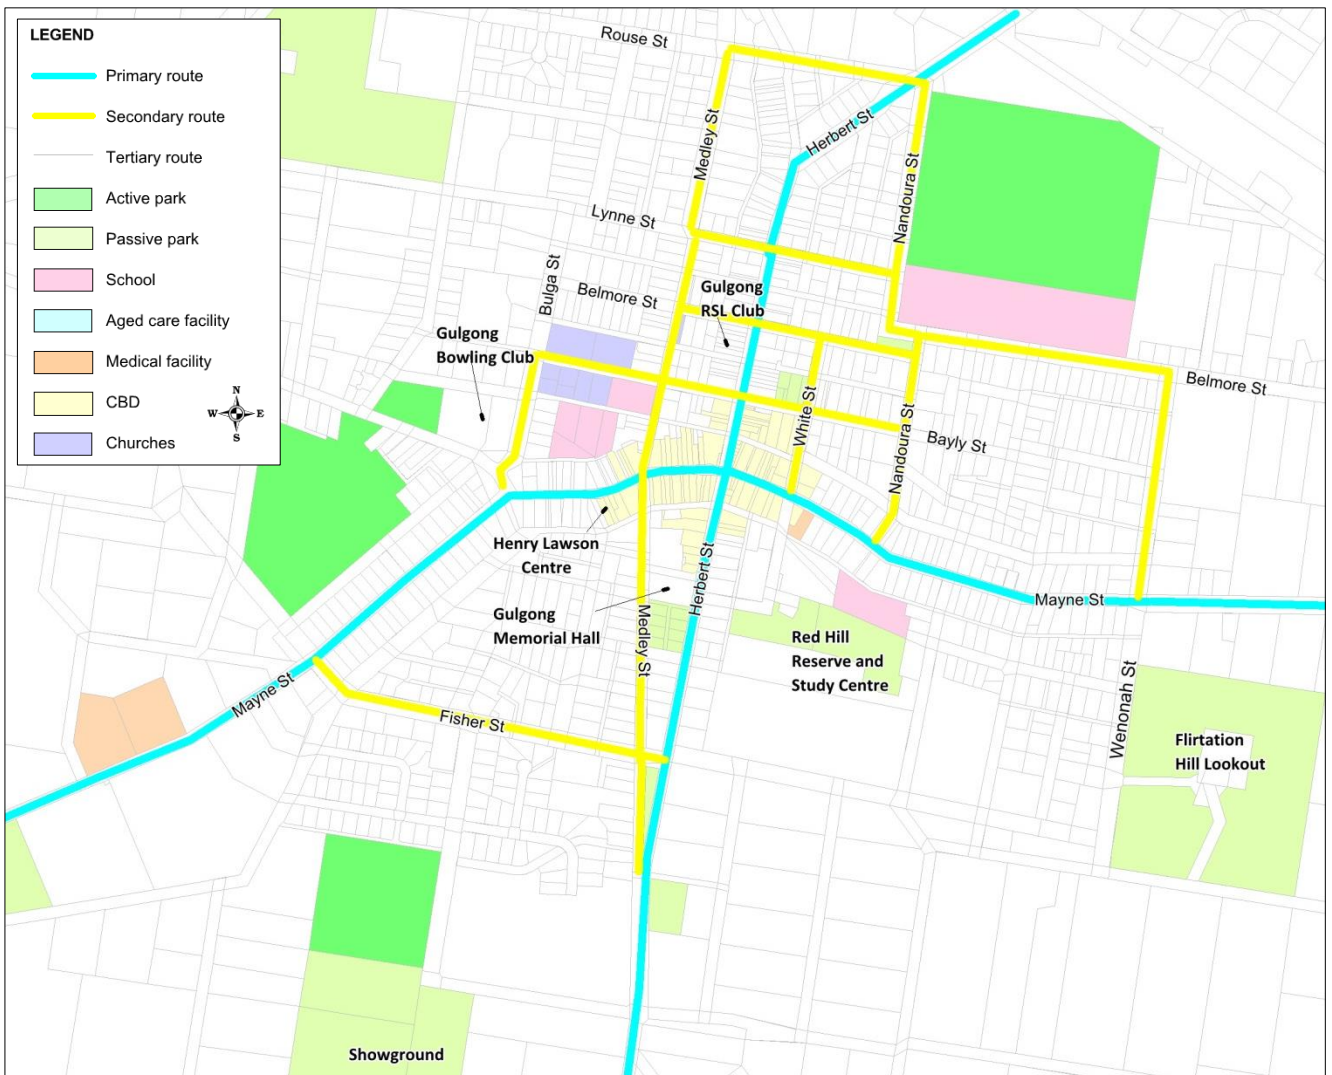 LEGEND
Primary route
Secondary route
Tertiary route
Active park
Passive park
School
Aged care facility
Medical facility
CBD
Churches
N
W E
S
Rouse St
Medley St
Herbert St
Nandoura St
Lynne St
Bulga St
Belmore St
Gulgong
RSL Club
Gulgong
Bowling Club
Belmore St
White St
Nandoura St
Bayly St
Henry Lawson
Centre
Herbert St
Mayne St
Gulgong
Memorial Hall
Medley St
Red Hill
Reserve and
Study Centre
Mayne St
Fisher St
Wenonah St
Flirtation
Hill Lookout
Showground